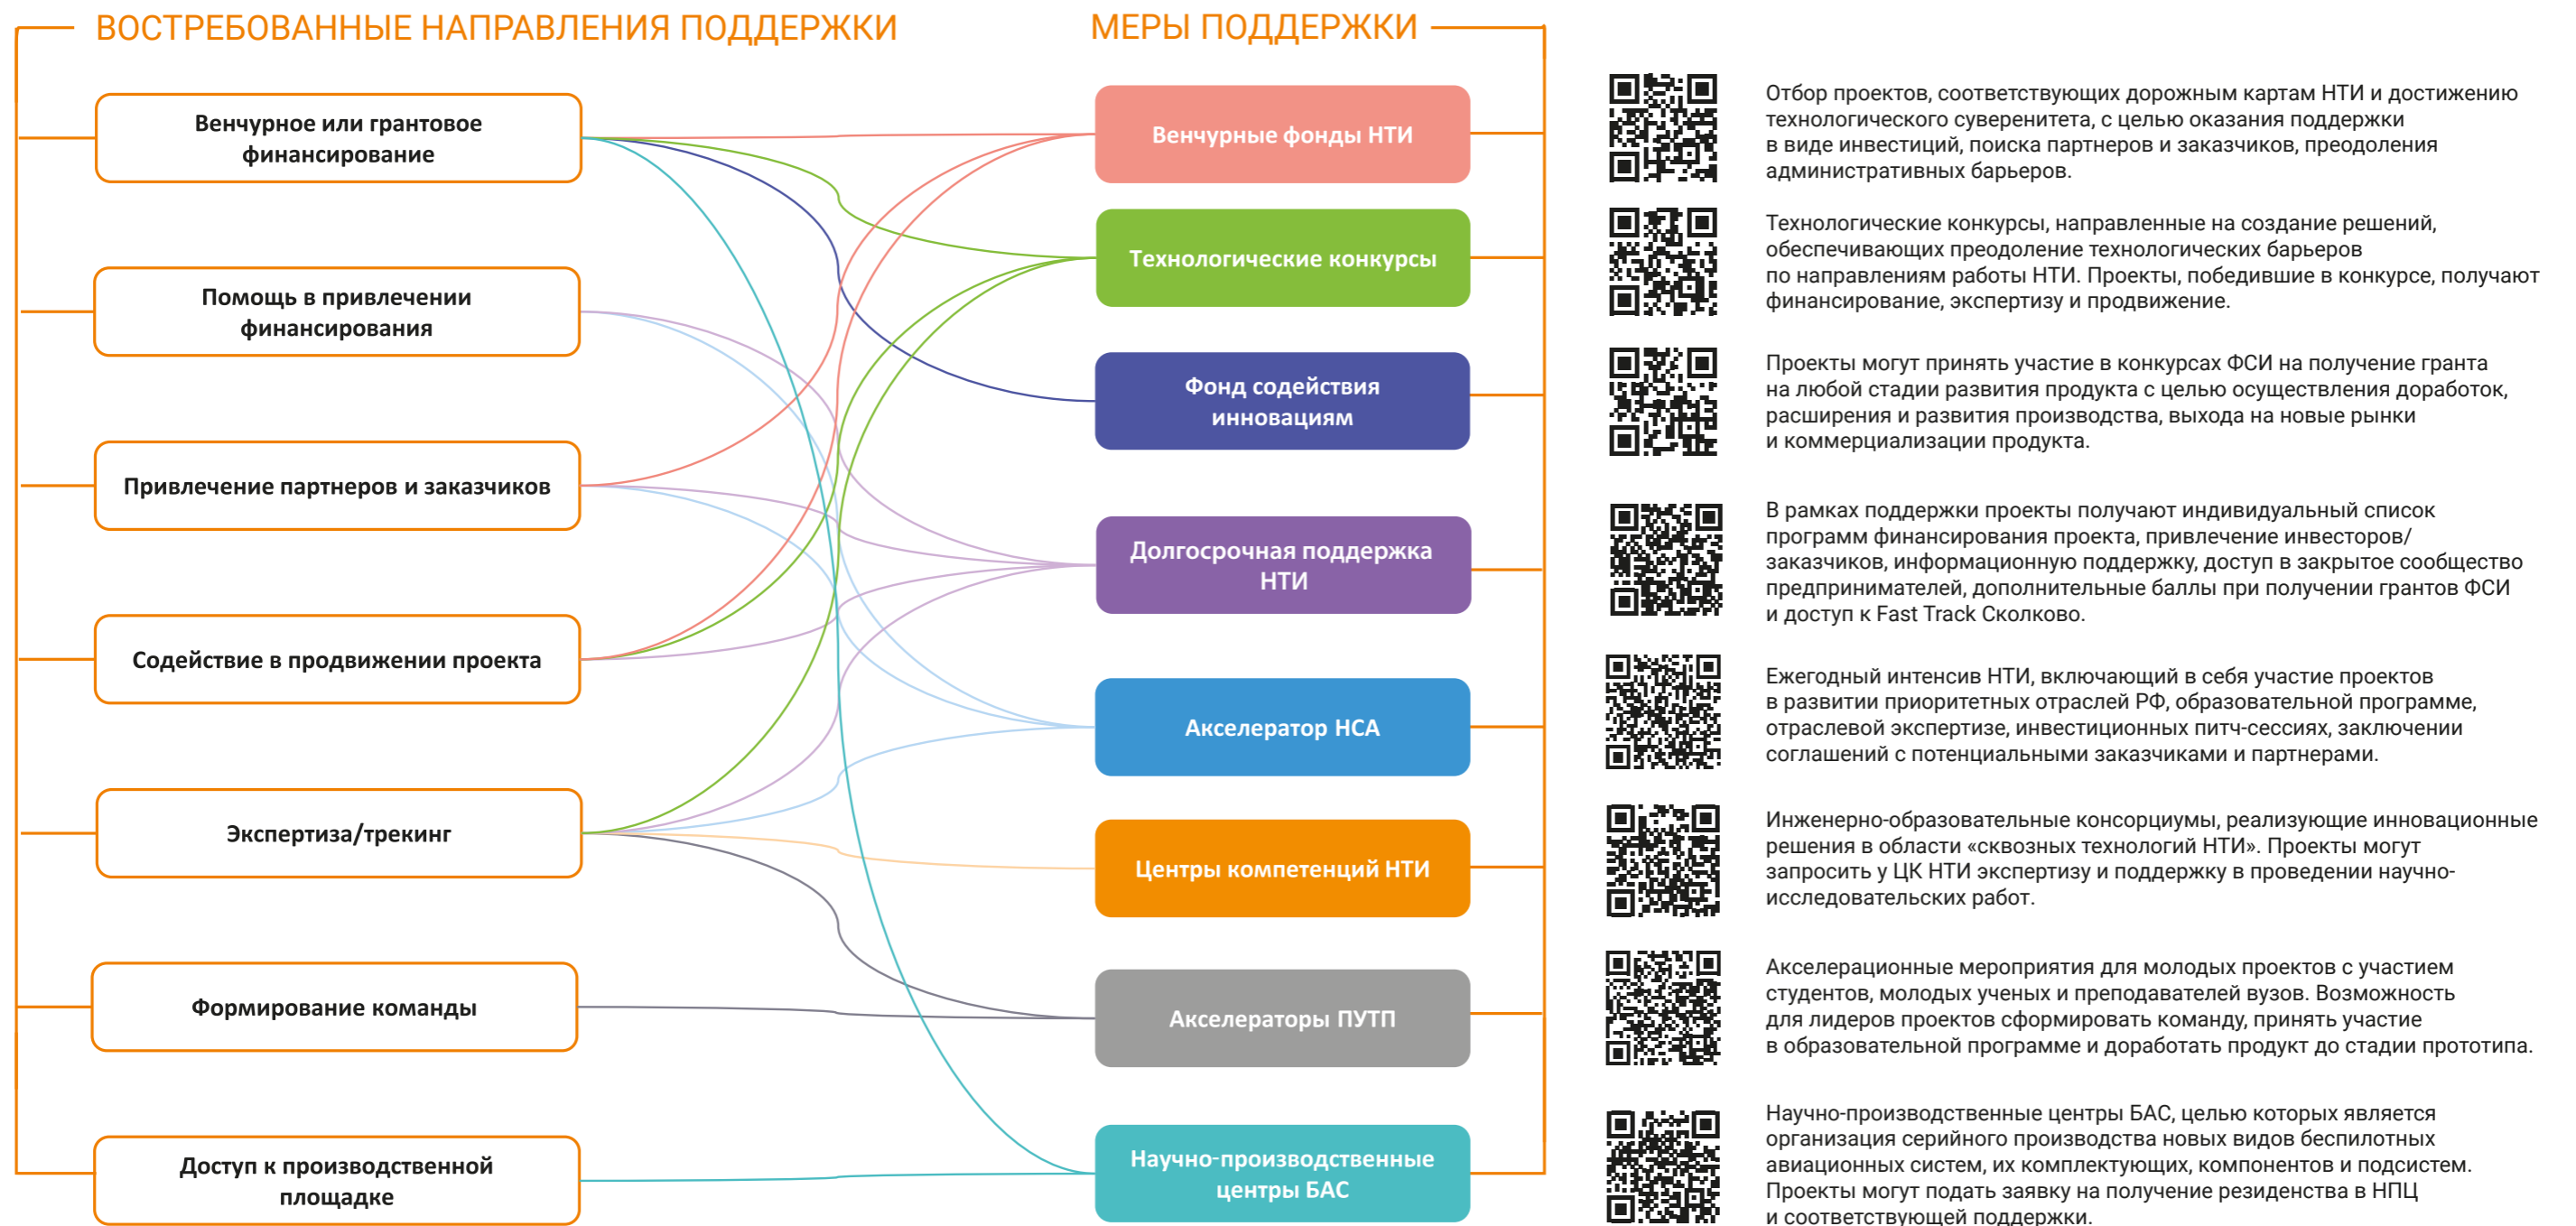 ВОСТРЕБОВАННЫЕ НАПРАВЛЕНИЯ ПОДДЕРЖКИ
Венчурное или грантовое
финансирование
Помощь в привлечении
финансирования
Привлечение партнеров и заказчиков
Содействие в продвижении проекта
Экспертиза/трекинг
Формирование команды
Доступ к производственной
площадке
МЕРЫ ПОДДЕРЖКИ
Венчурные фонды НТИ
Отбор проектов, соответствующих дорожным картам НТИ и достижению
технологического суверенитета, с целью оказания поддержки
в виде инвестиций, поиска партнеров и заказчиков, преодоления
административных барьеров.
Технологические конкурсы
Технологические конкурсы, направленные на создание решений,
обеспечивающих преодоление технологических барьеров
по направлениям работы НТИ. Проекты, победившие в конкурсе, получают
финансирование, экспертизу и продвижение.
Фонд содействия
инновациям
Проекты могут принять участие в конкурсах ФСИ на получение гранта
на любой стадии развития продукта с целью осуществления доработок,
расширения и развития производства, выхода на новые рынки
и коммерциализации продукта.
Долгосрочная поддержка
НТИ
В рамках поддержки проекты получают индивидуальный список
программ финансирования проекта, привлечение инвесторов/
заказчиков, информационную поддержку, доступ в закрытое сообщество
предпринимателей, дополнительные баллы при получении грантов ФСИ
и доступ к Fast Track Сколково.
Акселератор НСА
Ежегодный интенсив НТИ, включающий в себя участие проектов
в развитии приоритетных отраслей РФ, образовательной программе,
отраслевой экспертизе, инвестиционных питч-сессиях, заключении
соглашений с потенциальными заказчиками и партнерами.
Центры компетенций НТИ
Инженерно-образовательные консорциумы, реализующие инновационные
решения в области «сквозных технологий НТИ». Проекты могут
запросить у ЦК НТИ экспертизу и поддержку в проведении научно-
исследовательских работ.
Акселераторы ПУТП
Акселерационные мероприятия для молодых проектов с участием
студентов, молодых ученых и преподавателей вузов. Возможность
для лидеров проектов сформировать команду, принять участие
в образовательной программе и доработать продукт до стадии прототипа.
Научно-производственные
центры БАС
Научно-производственные центры БАС, целью которых является
организация серийного производства новых видов беспилотных
авиационных систем, их комплектующих, компонентов и подсистем.
Проекты могут подать заявку на получение резиденства в НПЦ
и соответствующей поддержки.